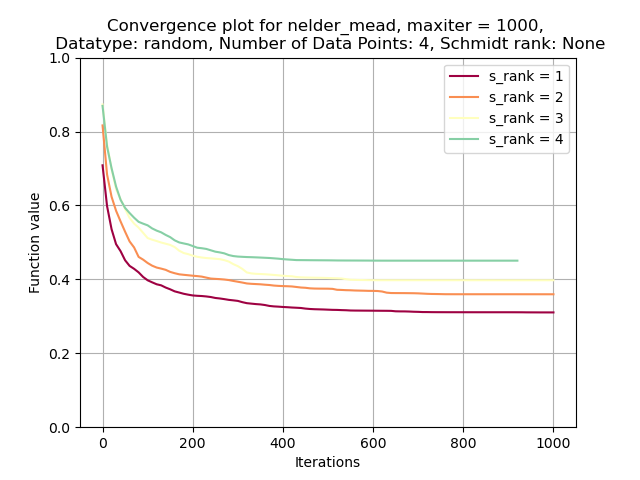 Convergence plot for nelder_mead, maxiter = 1000,
Datatype: random, Number of Data Points: 4, Schmidt rank: None
1.0
0.8
0.6
0.4
0.2
0.0
Function value
s_rank = 1
s_rank = 2
s_rank = 3
s_rank = 4
0
200
400
600
800
1000
Iterations